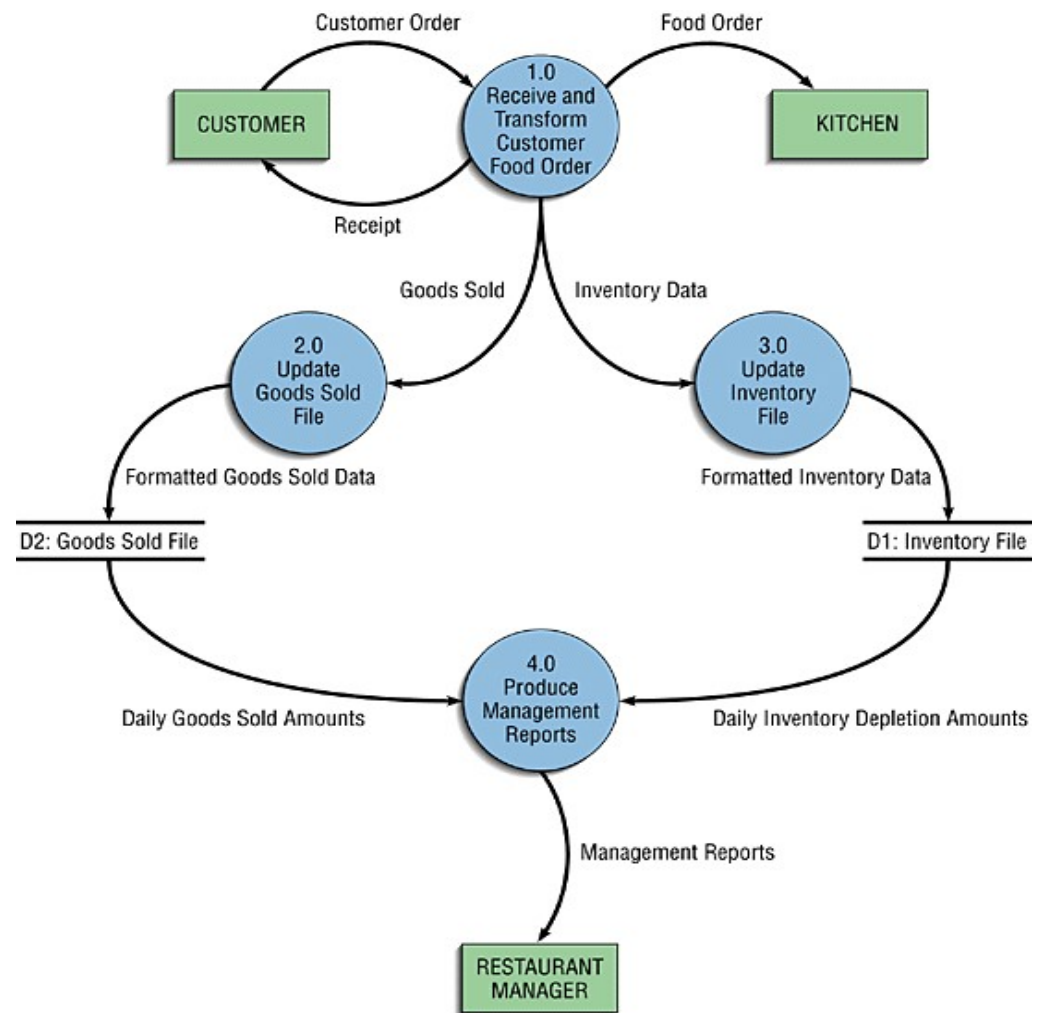 Customer Order
Food Order
1.0
Receive and
Transform
Customer
Food Order
CUSTOMER
KITCHEN
Receipt
Goods Sold
Inventory Data
2.0
Update
Goods Sold
File
3.0
Update
Inventory
File
Formatted Goods Sold Data
Formatted Inventory Data
D2: Goods Sold File
D1: Inventory File
4.0
Produce
Management
Reports
Daily Goods Sold Amounts
Daily Inventory Depletion Amounts
Management Reports
RESTAURANT
MANAGER